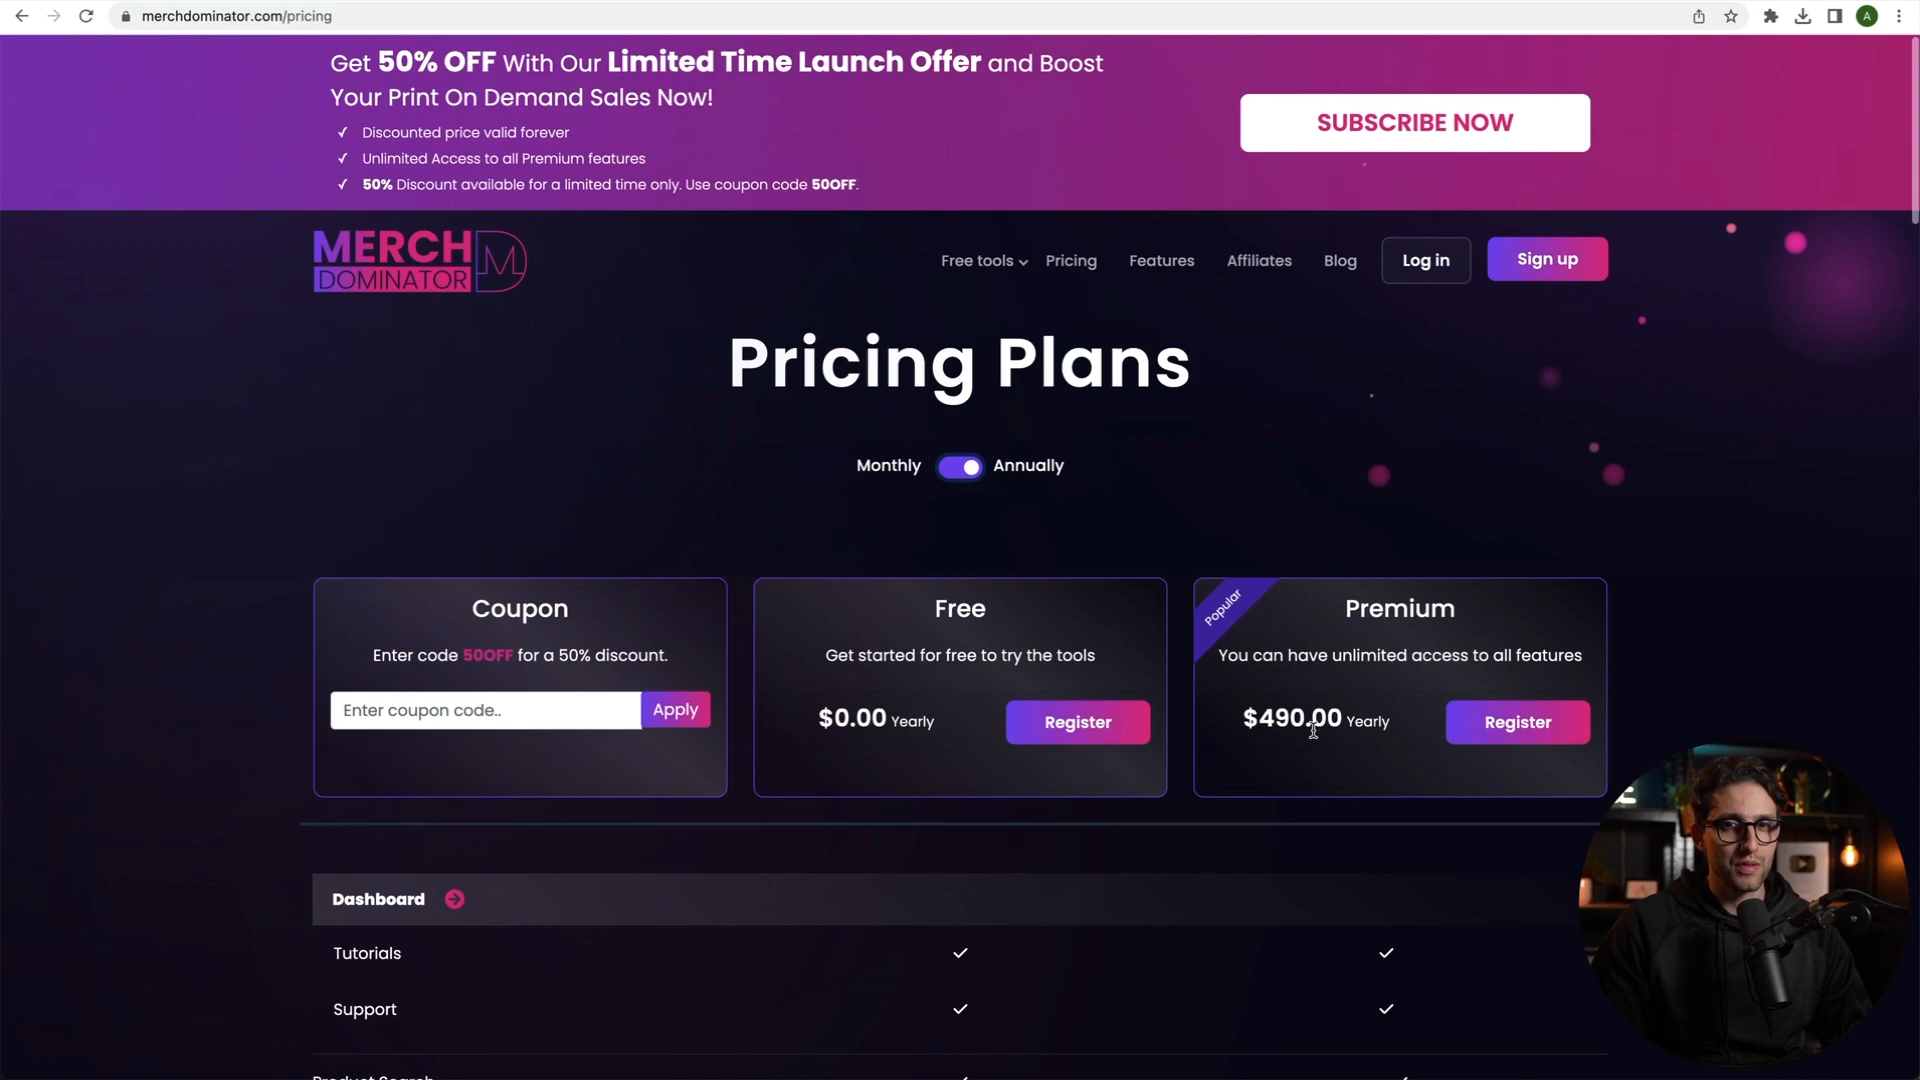 merchdominator.com/pricing
A
Get 50% OFF With Our Limited Time Launch Offer and Boost
Your Print On Demand Sales Now!
✓ Discounted price valid forever
✓ Unlimited Access to all Premium features
✓ 50% Discount available for a limited time only. Use coupon code 50OFF.
SUBSCRIBE NOW
MERCH
DOMINATOR
M
Free tools
Pricing
Features
Affiliates
Blog
Log in
Sign up
Pricing Plans
Monthly
Annually
Coupon
Enter code 50OFF for a 50% discount.
Enter coupon code..
Apply
Free
Get started for free to try the tools
$0.00 Yearly
Register
Popular
Premium
You can have unlimited access to all features
$490.00 Yearly
Register
Dashboard
Tutorials
Support
Product Search